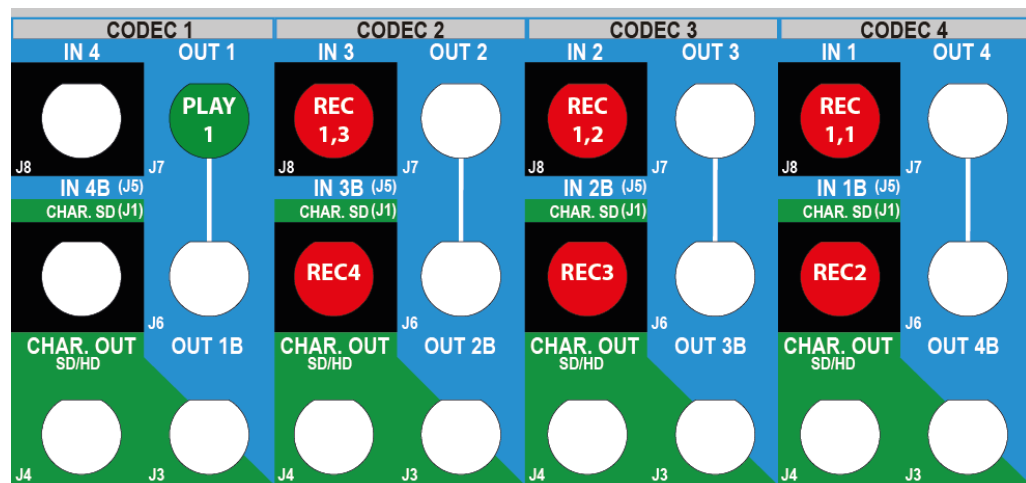 CODEC 1 CODEC 2 CODEC 3 CODEC 4
IN 4 OUT 1 IN 3 OUT 2 IN 2 OUT 3 IN 1 OUT 4
PLAY REC REC REC
1 1,3 1,2 1,1
J8 J7 J8 J7 J8 J7 J8 J7
IN 4B (J5) IN 3B (J5) IN 2B (J5) IN 1B (J5)
CHAR. SD (J1) CHAR. SD (J1) CHAR. SD (J1) CHAR. SD (J1)
REC4 REC3 REC2
J6 J6 J6 J6
CHAR. OUT OUT 1B CHAR. OUT OUT 2B CHAR. OUT OUT 3B CHAR. OUT OUT 4B
SD/HD SD/HD SD/HD SD/HD
J4 J3 J4 J3 J4 J3 J4 J3